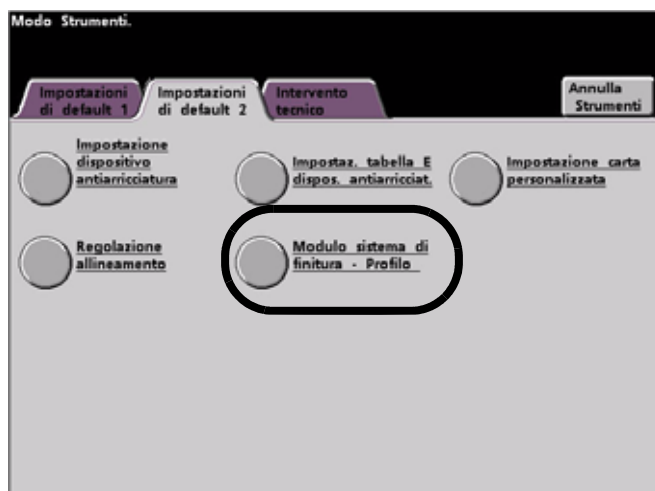 Modo Strumenti.
Impostazioni
di default 1
Impostazioni
di default 2
Intervento
tecnico
Annulla
Strumenti
Impostazione
dispositivo
antiarricciatura
Impostaz. tabella E
dispos. antiarricciat.
Impostazione carta
personalizzata
Regolazione
allineamento
Modulo sistema di
finitura - Profilo